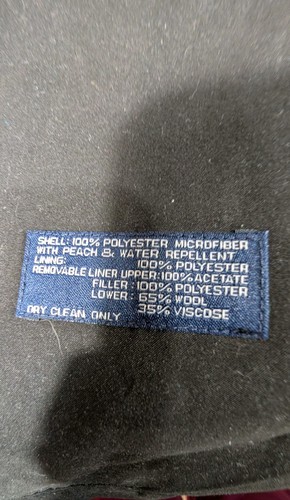 SHELL: 100% POLYESTER MICROFIBER
WITH PEACH & WATER REPELLENT
LINING: 100% POLYESTER
REMOVABLE LINER UPPER: 100% ACETATE
FILLER: 100% POLYESTER
LOWER: 65% WOOL
DRY CLEAN ONLY 35% VISCOSE